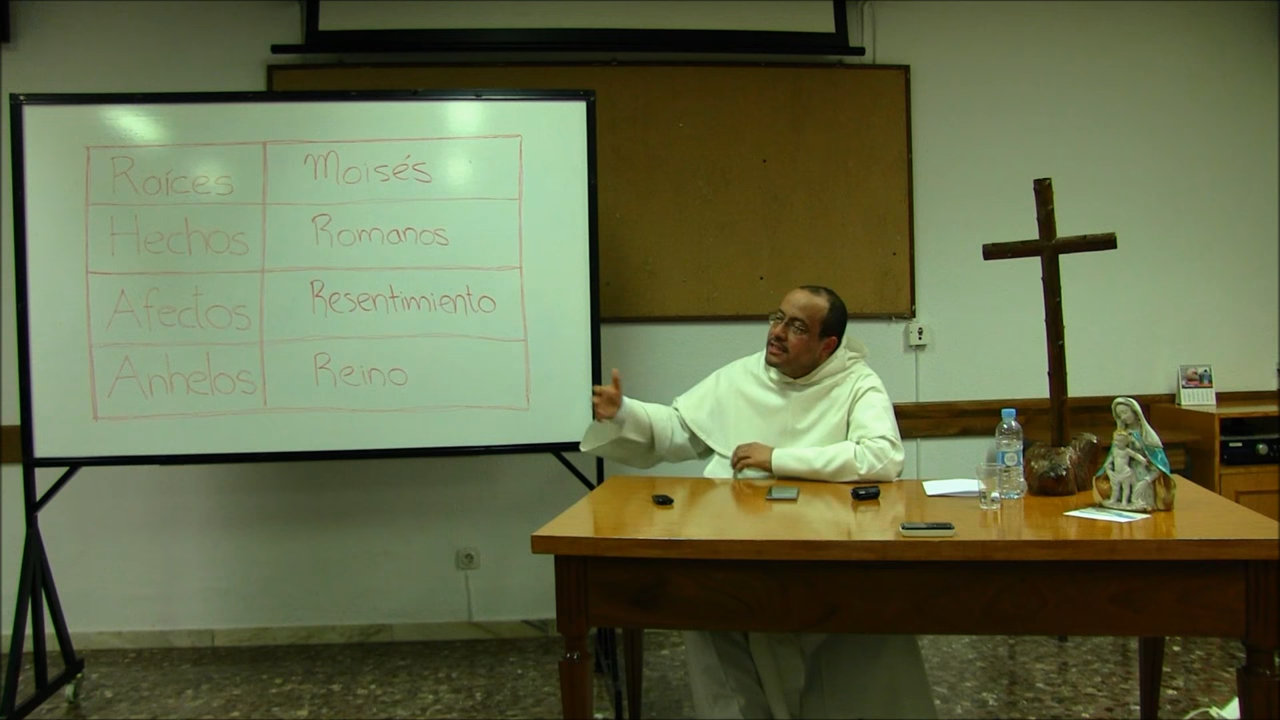 Raíces Moisés
Hechos Romanos
Afectos Resentimiento
Anhelos Reino